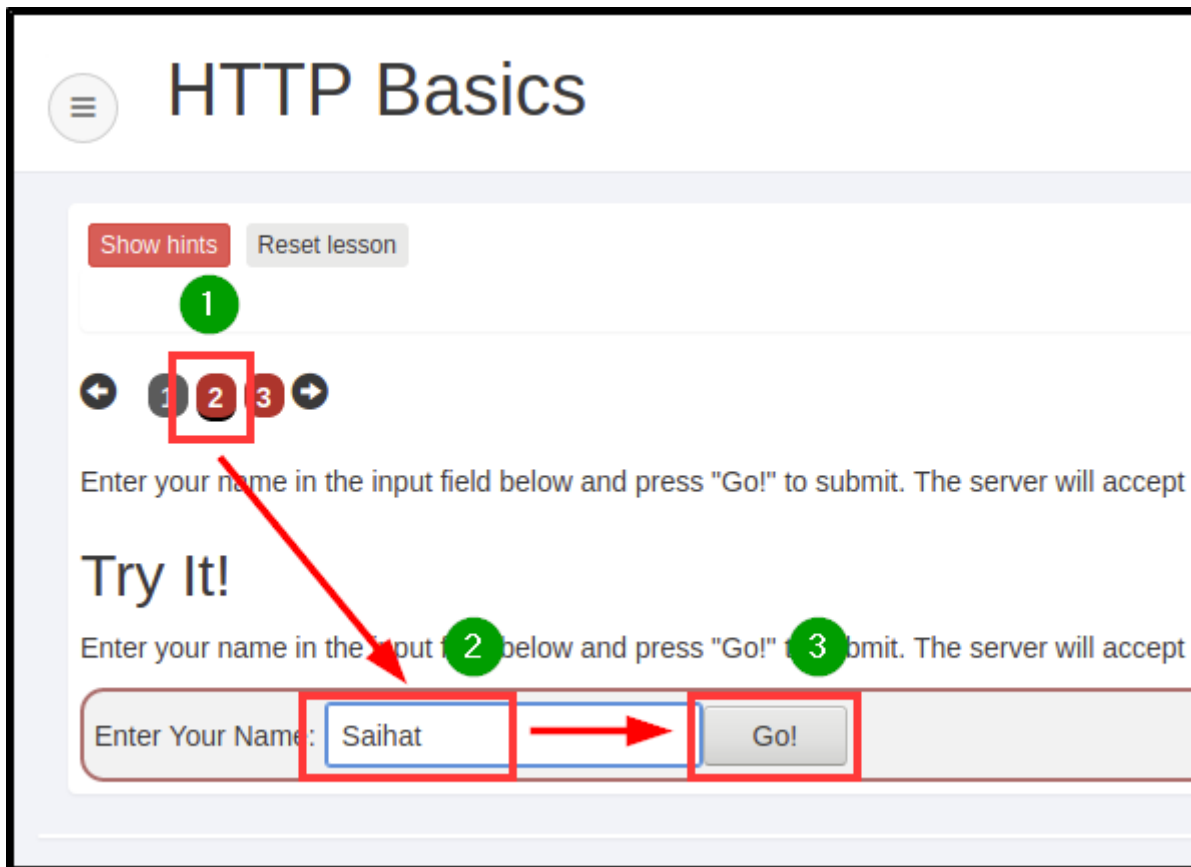 HTTP Basics
Show hints Reset lesson
1
1 2 3
Enter your name in the input field below and press "Go!" to submit. The server will accept
Try It!
Enter your name in the input f 2 below and press "Go!" t 3 bmit. The server will accept
Enter Your Name: Saihat Go!